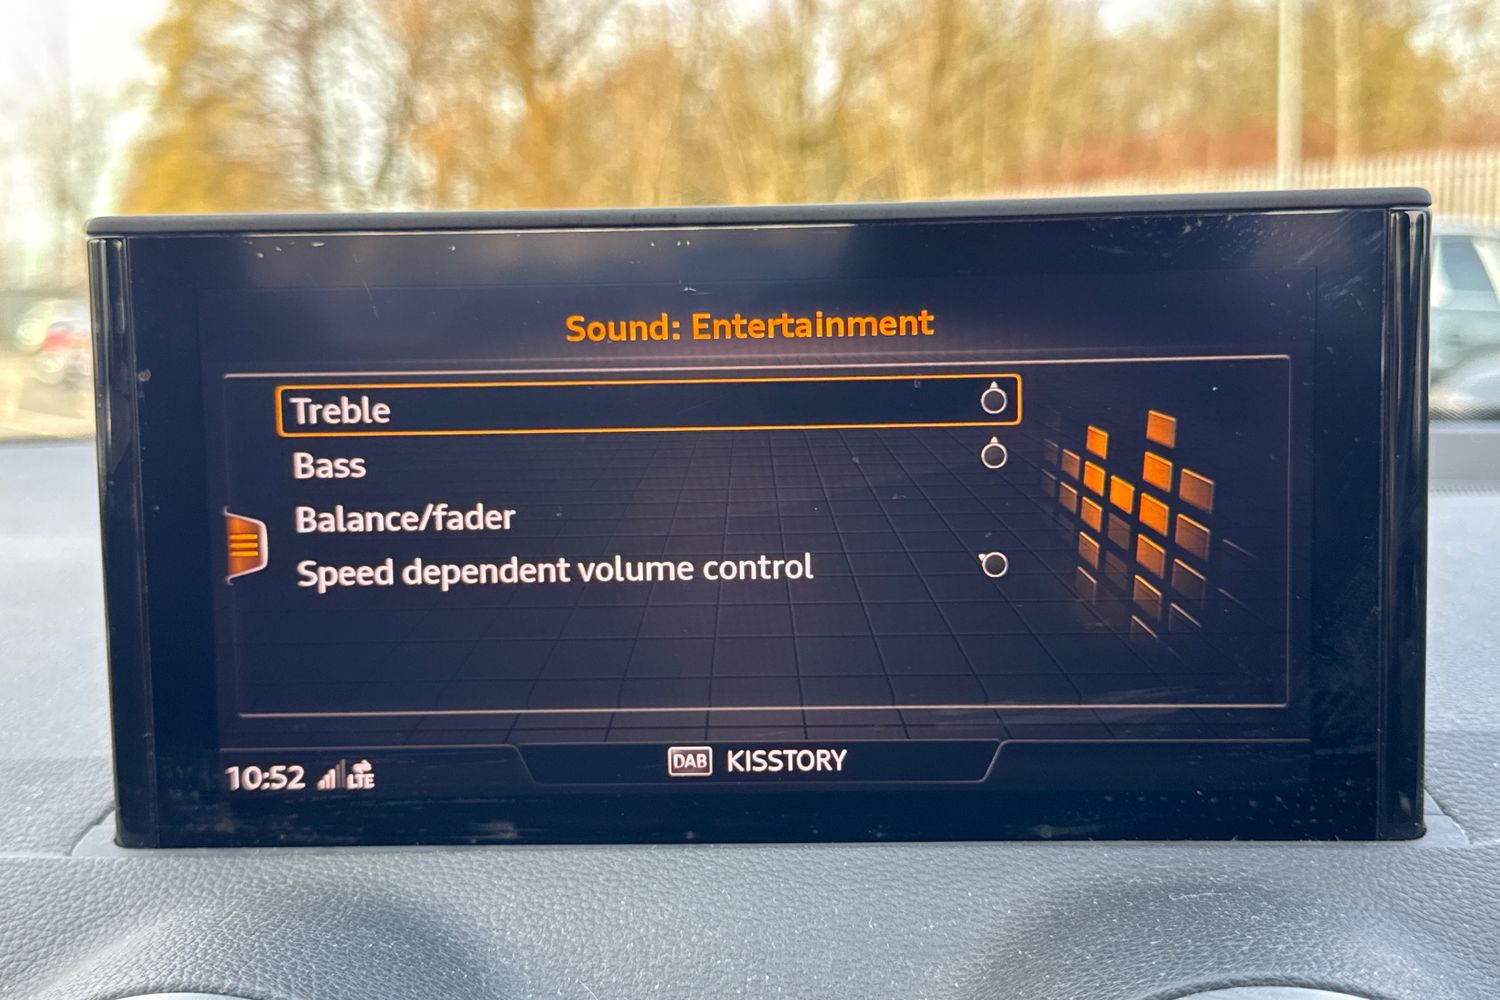 Sound: Entertainment
Treble
Bass
Balance/fader
Speed dependent volume control
DAB KISSTORY
10:52 LTE